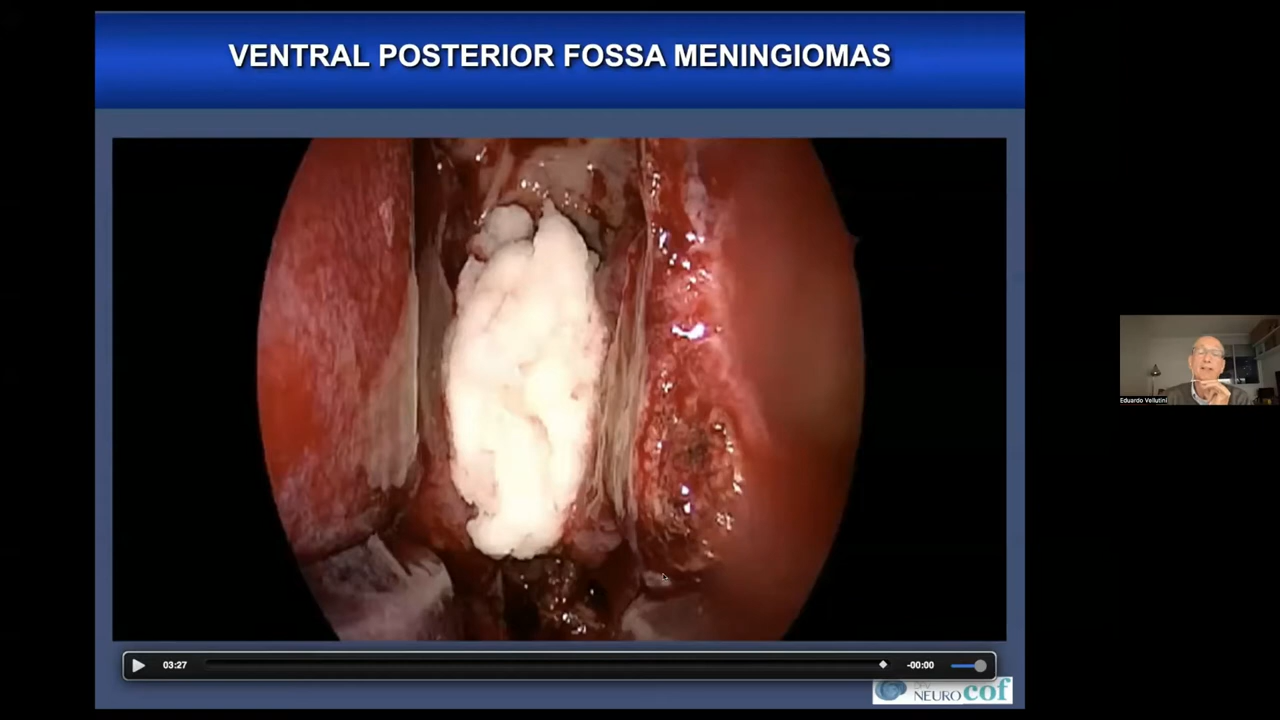 VENTRAL POSTERIOR FOSSA MENINGIOMAS
Eduardo Vellutini
03:27
-00:00
NEURO cof